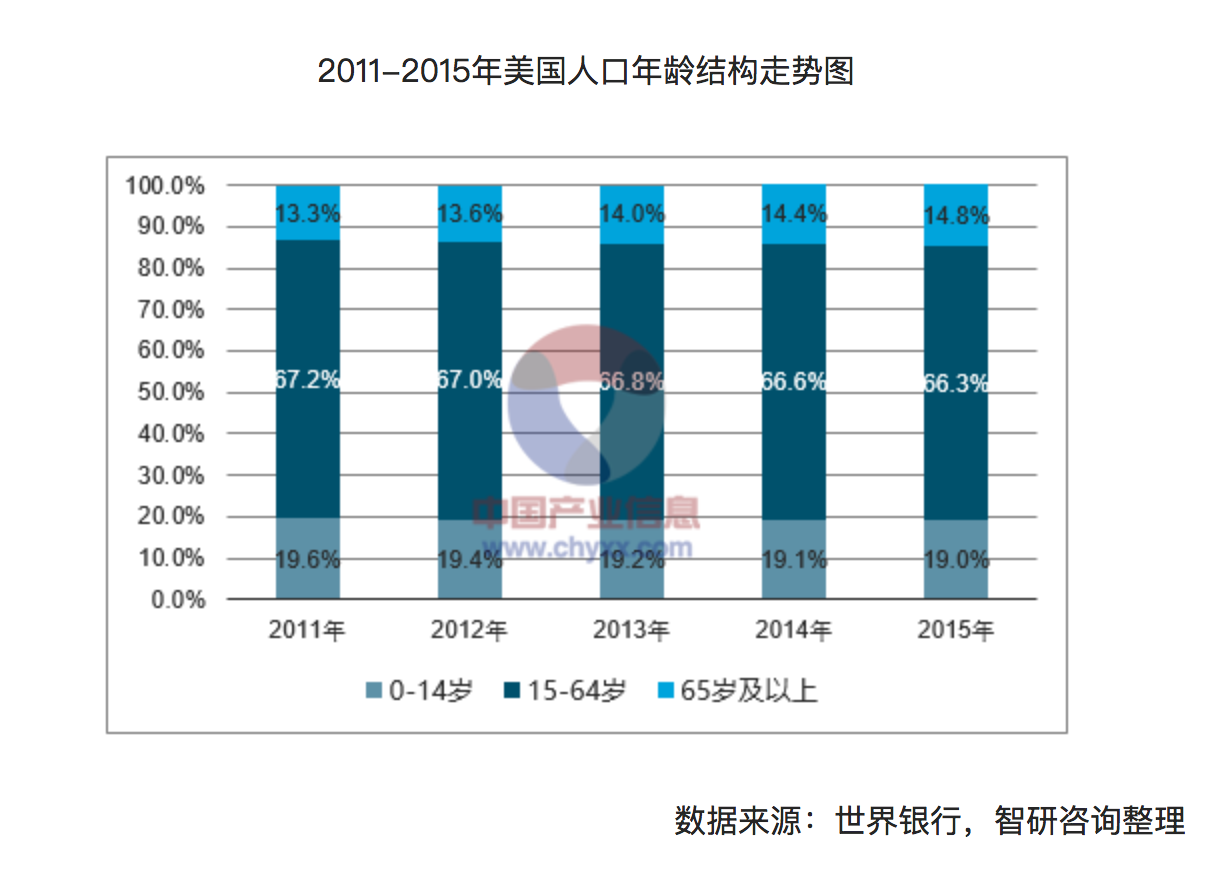 2011-2015年美国人口年龄结构走势图
100.0%
90.0%
80.0%
70.0%
60.0%
50.0%
40.0%
30.0%
20.0%
10.0%
0.0%
13.3% 13.6% 14.0% 14.4% 14.8%
67.2% 67.0% 66.8% 66.6% 66.3%
中国产业信息
www.chyxx.com
19.6% 19.4% 19.2% 19.1% 19.0%
2011年 2012年 2013年 2014年 2015年
0-14岁 15-64岁 65岁及以上
数据来源：世界银行，智研咨询整理